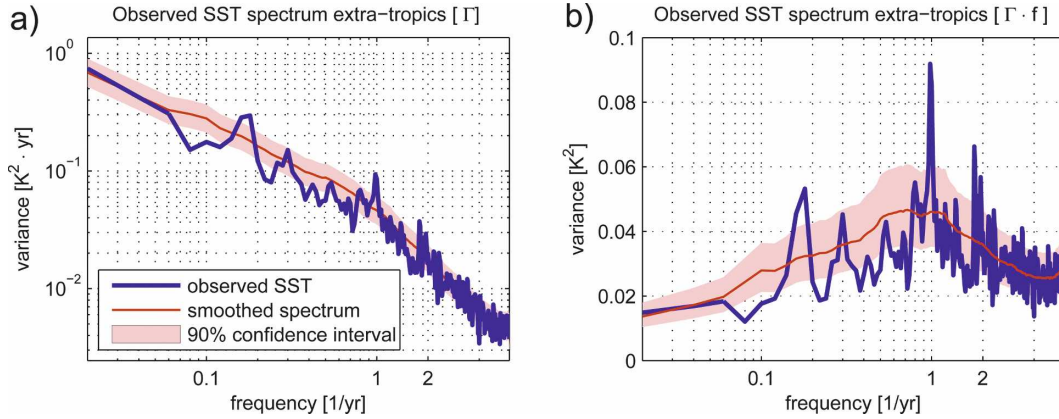 a)
Observed SST spectrum extra−tropics [ Γ]
variance [K² yr]
10⁰
10⁻¹
10⁻²
observed SST
smoothed spectrum
90% confidence interval
0.1 1 2
frequency [1/yr]
b)
Observed SST spectrum extra−tropics [ Γ · f ]
variance [K²]
0.1
0.08
0.06
0.04
0.02
0
0.1 1 2
frequency [1/yr]